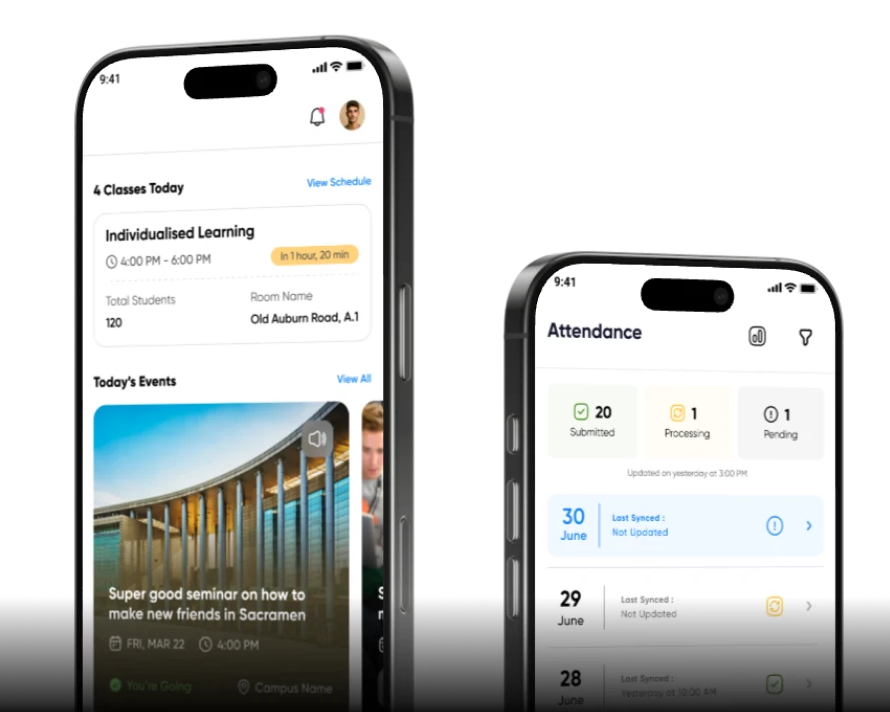 9:41
4 Classes Today
View Schedule
Individualised Learning
4:00 PM - 6:00 PM
In 1 hour, 20 min
Total Students
Room Name
120
Old Auburn Road, A.1
Today's Events
View All
Super good seminar on how to
make new friends in Sacramen
FRI, MAR 22
4:00 PM
You're Going
Campus Name
9:41
Attendance
20
Submitted
1
Processing
1
Pending
Updated on yesterday at 3:00 PM
30
June
Last Synced :
Not Updated
29
June
Last Synced :
Not Updated
28
June
Last Synced :
Yesterday at 10:00 AM